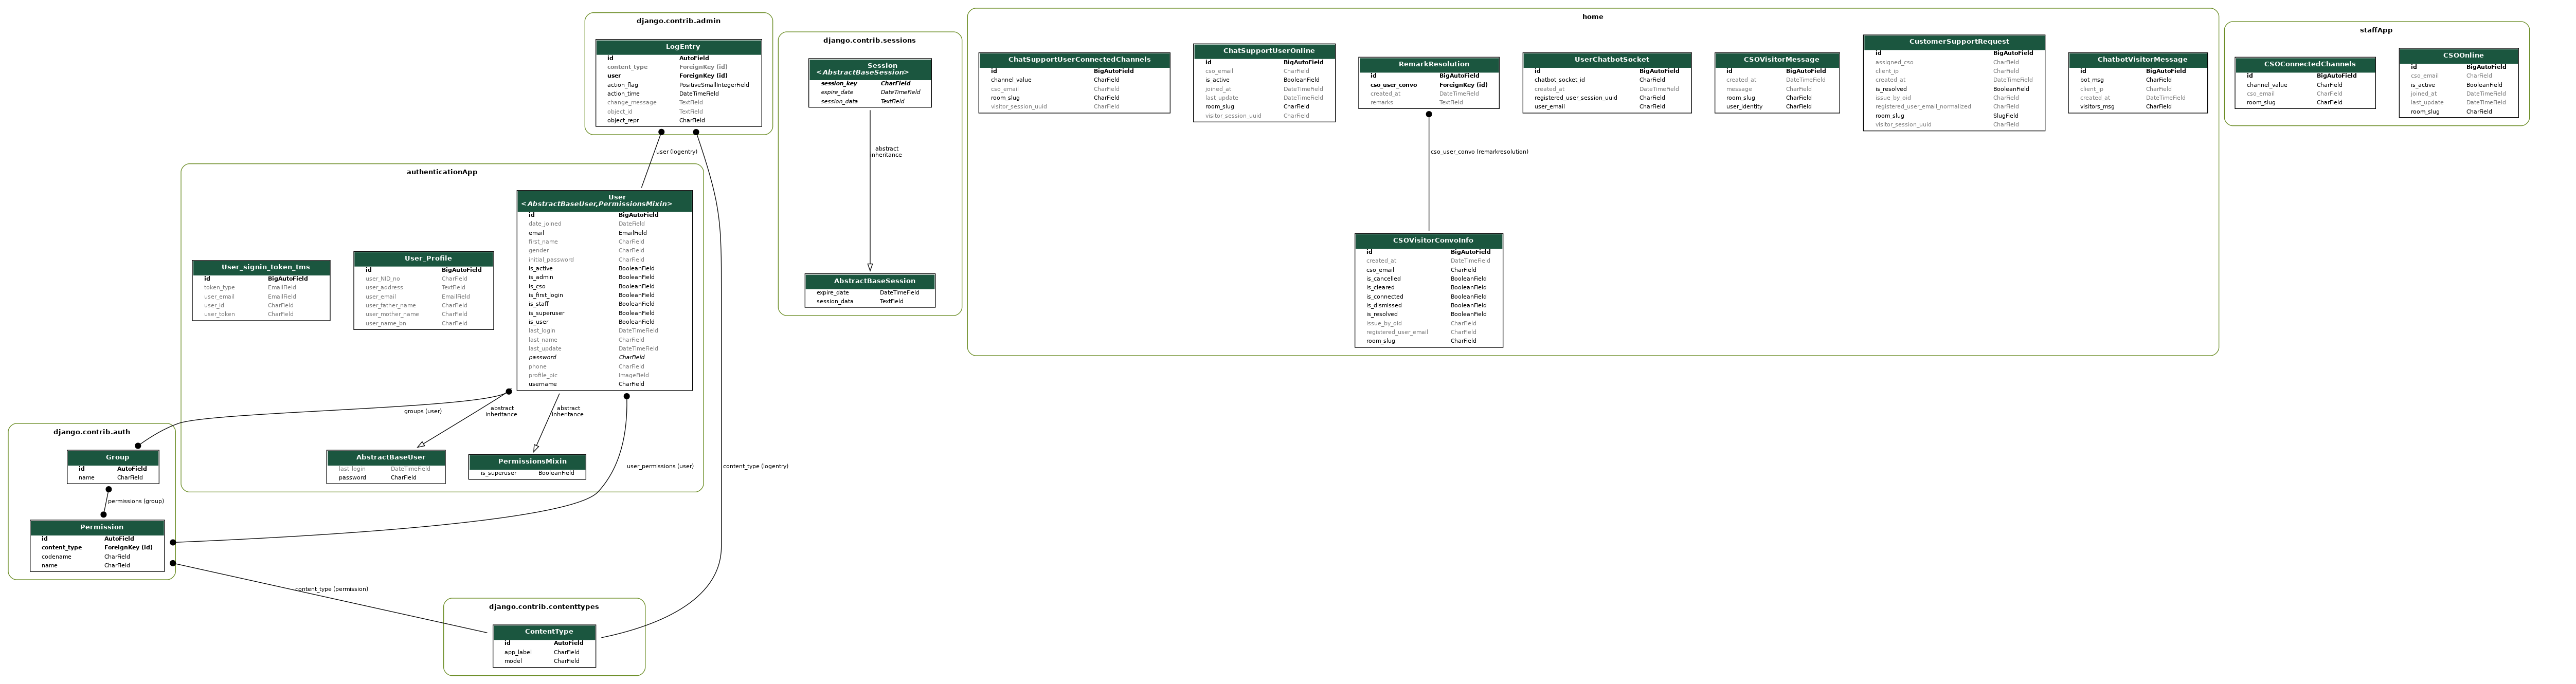 django.contrib.admin
LogEntry
id AutoField
content_type ForeignKey (id)
user ForeignKey (id)
action_flag PositiveSmallIntegerField
action_time DateTimeField
change_message TextField
object_id TextField
object_repr CharField
user (logentry)
content_type (logentry)
django.contrib.sessions
Session
<AbstractBaseSession>
session_key CharField
expire_date DateTimeField
session_data TextField
abstract
inheritance
AbstractBaseSession
expire_date DateTimeField
session_data TextField
home
ChatSupportUserConnectedChannels
id BigAutoField
channel_value CharField
cso_email CharField
room_slug CharField
visitor_session_uuid CharField
ChatSupportUserOnline
id BigAutoField
cso_email CharField
is_active BooleanField
joined_at DateTimeField
last_update DateTimeField
room_slug CharField
visitor_session_uuid CharField
RemarkResolution
id BigAutoField
cso_user_convo ForeignKey (id)
created_at DateTimeField
remarks TextField
cso_user_convo (remarkresolution)
CSOVisitorConvoInfo
id BigAutoField
created_at DateTimeField
cso_email CharField
is_cancelled BooleanField
is_cleared BooleanField
is_connected BooleanField
is_dismissed BooleanField
is_resolved BooleanField
issue_by_oid CharField
registered_user_email CharField
room_slug CharField
UserChatbotSocket
id BigAutoField
chatbot_socket_id CharField
created_at DateTimeField
registered_user_session_uuid CharField
user_email CharField
CSOVisitorMessage
id BigAutoField
created_at DateTimeField
message CharField
room_slug CharField
user_identity CharField
CustomerSupportRequest
id BigAutoField
assigned_cso CharField
client_ip CharField
created_at DateTimeField
is_resolved BooleanField
issue_by_oid CharField
registered_user_email_normalized CharField
room_slug SlugField
visitor_session_uuid CharField
ChatbotVisitorMessage
id BigAutoField
bot_msg CharField
client_ip CharField
created_at DateTimeField
visitors_msg CharField
staffApp
CSOConnectedChannels
id BigAutoField
channel_value CharField
cso_email CharField
room_slug CharField
CSOOnline
id BigAutoField
cso_email CharField
is_active BooleanField
joined_at DateTimeField
last_update DateTimeField
room_slug CharField
authenticationApp
User_signin_token_tms
id BigAutoField
token_type EmailField
user_email EmailField
user_id CharField
user_token CharField
User_Profile
id BigAutoField
user_NID_no CharField
user_address TextField
user_email EmailField
user_father_name CharField
user_mother_name CharField
user_name_bn CharField
User
<AbstractBaseUser,PermissionsMixin>
id BigAutoField
date_joined DateField
email EmailField
first_name CharField
gender CharField
initial_password CharField
is_active BooleanField
is_admin BooleanField
is_cso BooleanField
is_first_login BooleanField
is_staff BooleanField
is_superuser BooleanField
is_user BooleanField
last_login DateTimeField
last_name CharField
last_update DateTimeField
password CharField
phone CharField
profile_pic ImageField
username CharField
groups (user)
abstract
inheritance
abstract
inheritance
user_permissions (user)
AbstractBaseUser
last_login DateTimeField
password CharField
PermissionsMixin
is_superuser BooleanField
django.contrib.auth
Group
id AutoField
name CharField
permissions (group)
Permission
id AutoField
content_type ForeignKey (id)
codename CharField
name CharField
content_type (permission)
django.contrib.contenttypes
ContentType
id AutoField
app_label CharField
model CharField